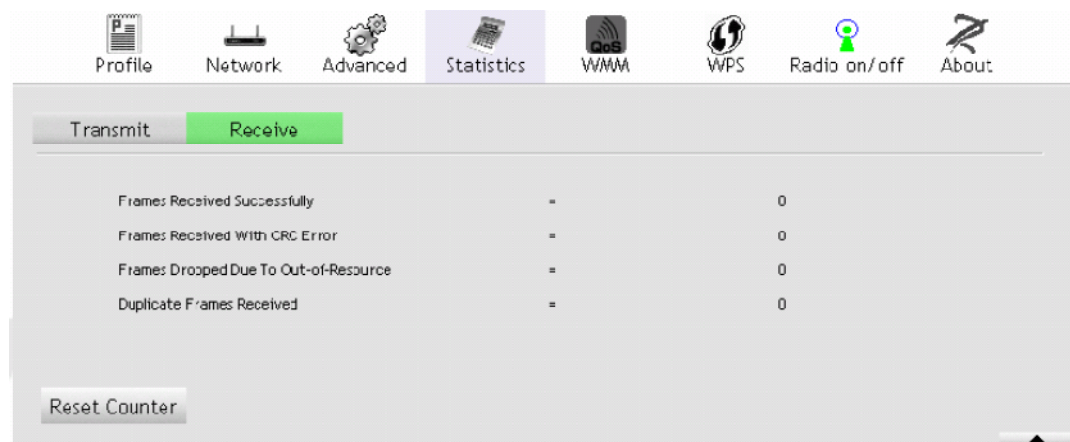 Profile Network Advanced Statistics QoS WMM WPS Radio on/off About
Transmit Receive
Frames Received Successfully = 0
Frames Received With CRC Error = 0
Frames Dropped Due To Out-of-Resource = 0
Duplicate Frames Received = 0
Reset Counter